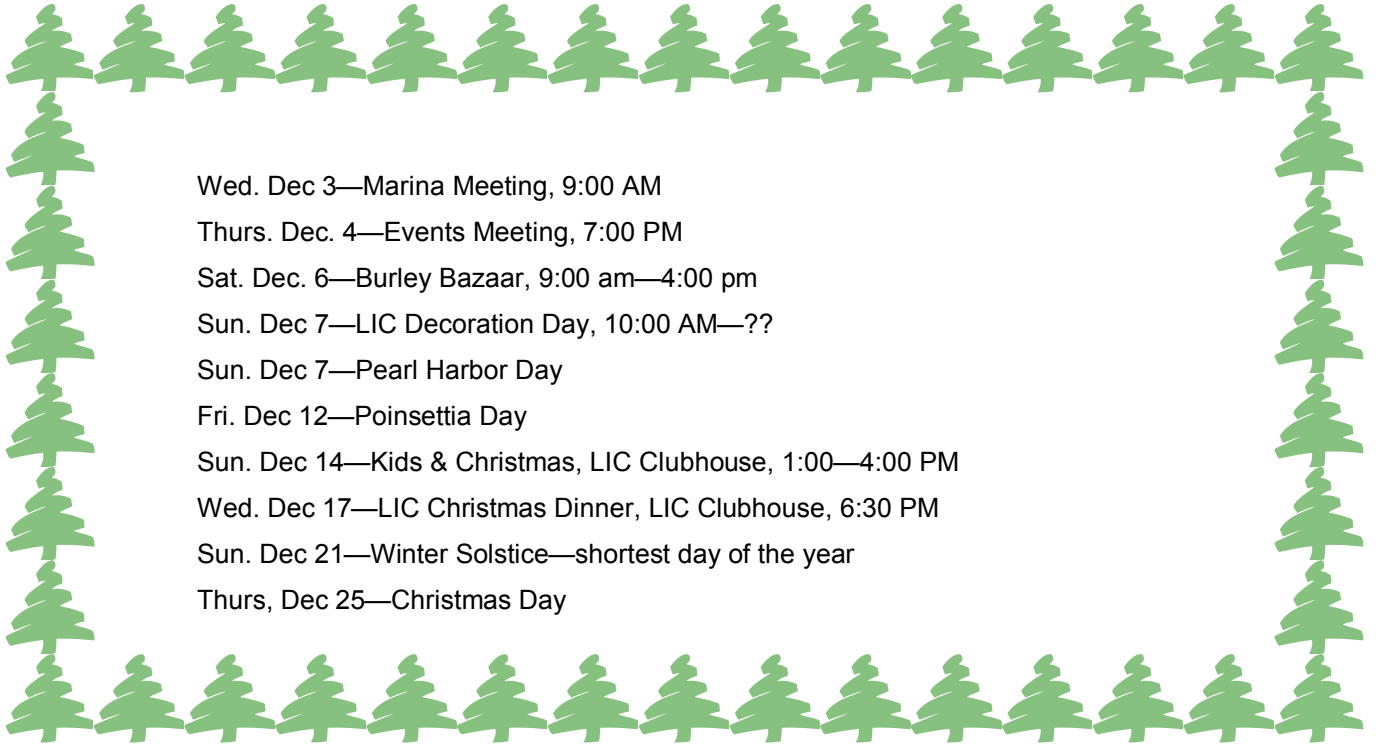 Wed. Dec 3—Marina Meeting, 9:00 AM
Thurs. Dec. 4—Events Meeting, 7:00 PM
Sat. Dec. 6—Burley Bazaar, 9:00 am—4:00 pm
Sun. Dec 7—LIC Decoration Day, 10:00 AM—??
Sun. Dec 7—Pearl Harbor Day
Fri. Dec 12—Poinsettia Day
Sun. Dec 14—Kids & Christmas, LIC Clubhouse, 1:00—4:00 PM
Wed. Dec 17—LIC Christmas Dinner, LIC Clubhouse, 6:30 PM
Sun. Dec 21—Winter Solstice—shortest day of the year
Thurs, Dec 25—Christmas Day